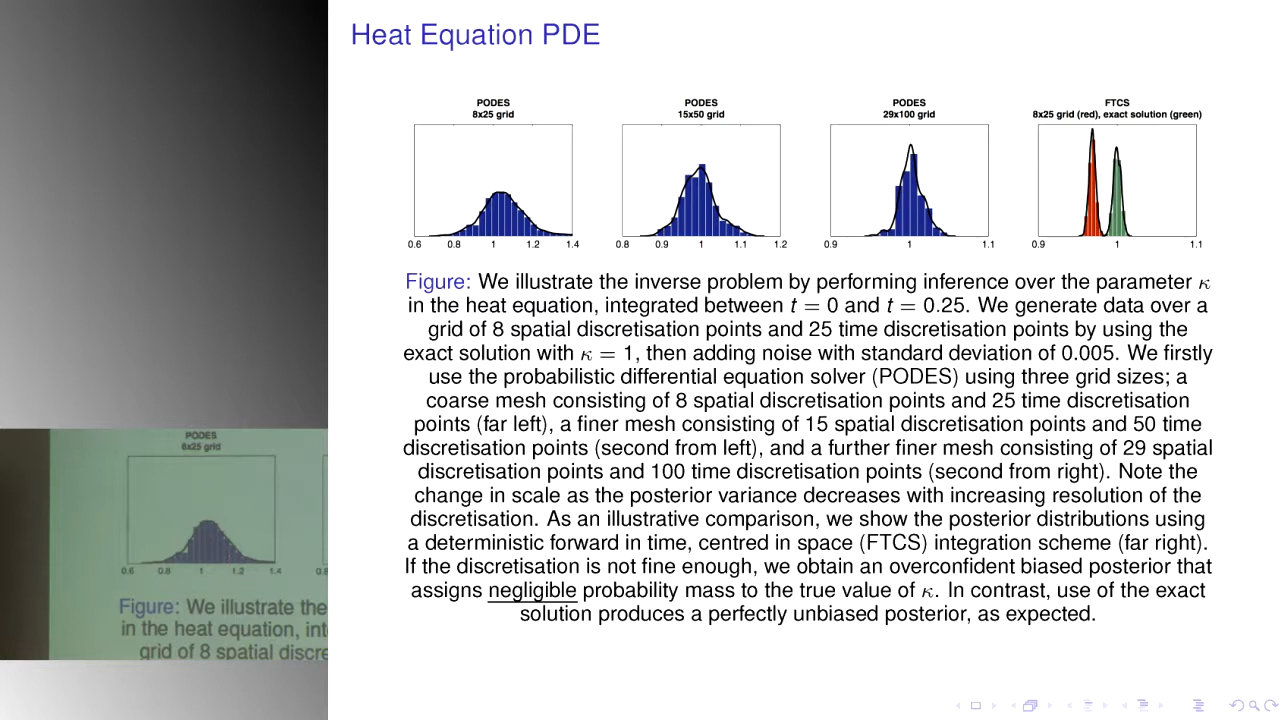 Heat Equation PDE
PODES
8x25 grid
PODES
15x50 grid
PODES
29x100 grid
FTCS
8x25 grid (red), exact solution (green)
0.6 0.8 1 1.2 1.4
0.8 0.9 1 1.1 1.2
0.9 1 1.1
0.9 1 1.1
Figure: We illustrate the inverse problem by performing inference over the parameter κ
in the heat equation, integrated between t = 0 and t = 0.25. We generate data over a
grid of 8 spatial discretisation points and 25 time discretisation points by using the
exact solution with κ = 1, then adding noise with standard deviation of 0.005. We firstly
use the probabilistic differential equation solver (PODES) using three grid sizes; a
coarse mesh consisting of 8 spatial discretisation points and 25 time discretisation
points (far left), a finer mesh consisting of 15 spatial discretisation points and 50 time
discretisation points (second from left), and a further finer mesh consisting of 29 spatial
discretisation points and 100 time discretisation points (second from right). Note the
change in scale as the posterior variance decreases with increasing resolution of the
discretisation. As an illustrative comparison, we show the posterior distributions using
a deterministic forward in time, centred in space (FTCS) integration scheme (far right).
If the discretisation is not fine enough, we obtain an overconfident biased posterior that
assigns negligible probability mass to the true value of κ. In contrast, use of the exact
solution produces a perfectly unbiased posterior, as expected.
PODES
8x25 grid
0.6 0.8 1 1.2 1.4 0.8
Figure: We illustrate the
in the heat equation, int
grid of 8 spatial discre